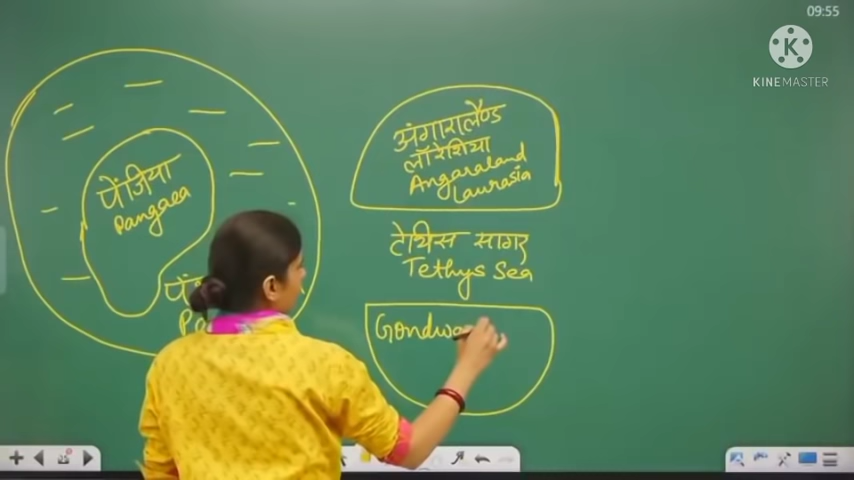 09:55
KINEMASTER
पेंजिया
Pangaea
अंगारालैण्ड
लॉरेशिया
Angaraland
Laurasia
टेथिस सागर
Tethys Sea